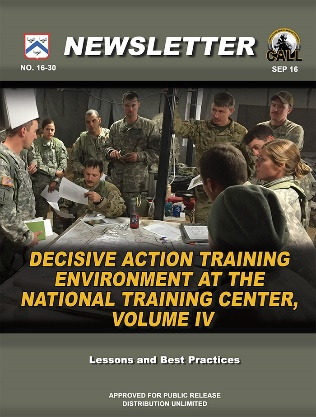 NEWSLETTER
CALL
NO. 16-30
SEP 16
DECISIVE ACTION TRAINING
ENVIRONMENT AT THE
NATIONAL TRAINING CENTER,
VOLUME IV
Lessons and Best Practices
APPROVED FOR PUBLIC RELEASE
DISTRIBUTION UNLIMITED